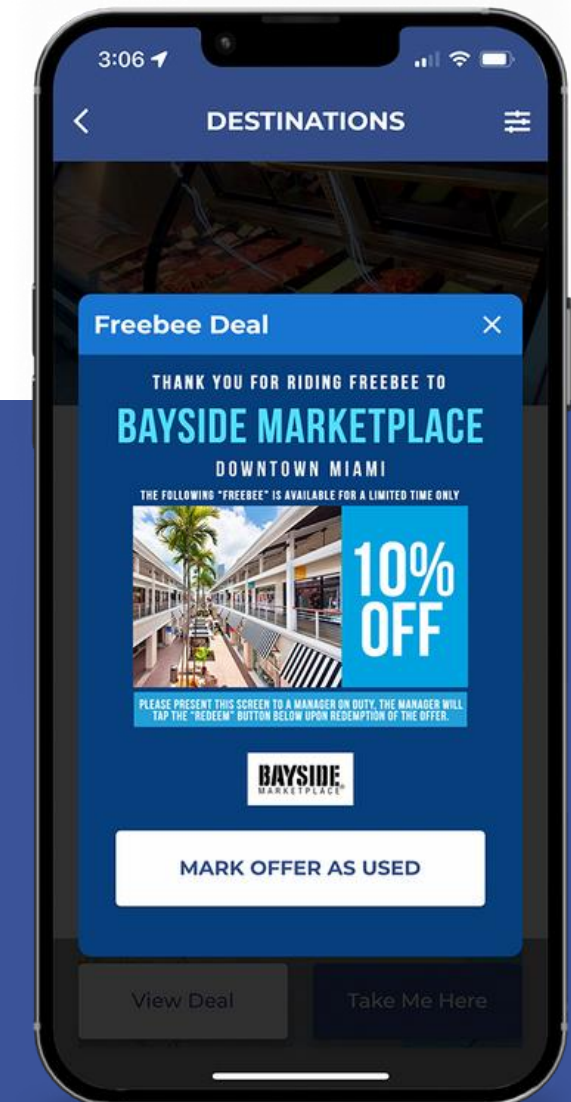 3:06
DESTINATIONS
Freebee Deal
THANK YOU FOR RIDING FREEBEE TO
BAYSIDE MARKETPLACE
DOWNTOWN MIAMI
THE FOLLOWING "FREEBEE" IS AVAILABLE FOR A LIMITED TIME ONLY
10%
OFF
PLEASE PRESENT THIS SCREEN TO A MANAGER ON DUTY, THE MANAGER WILL
TAP THE "REDEEM" BUTTON BELOW UPON REDEMPTION OF THE OFFER.
BAYSIDE
MARKETPLACE®
MARK OFFER AS USED
View Deal
Take Me Here